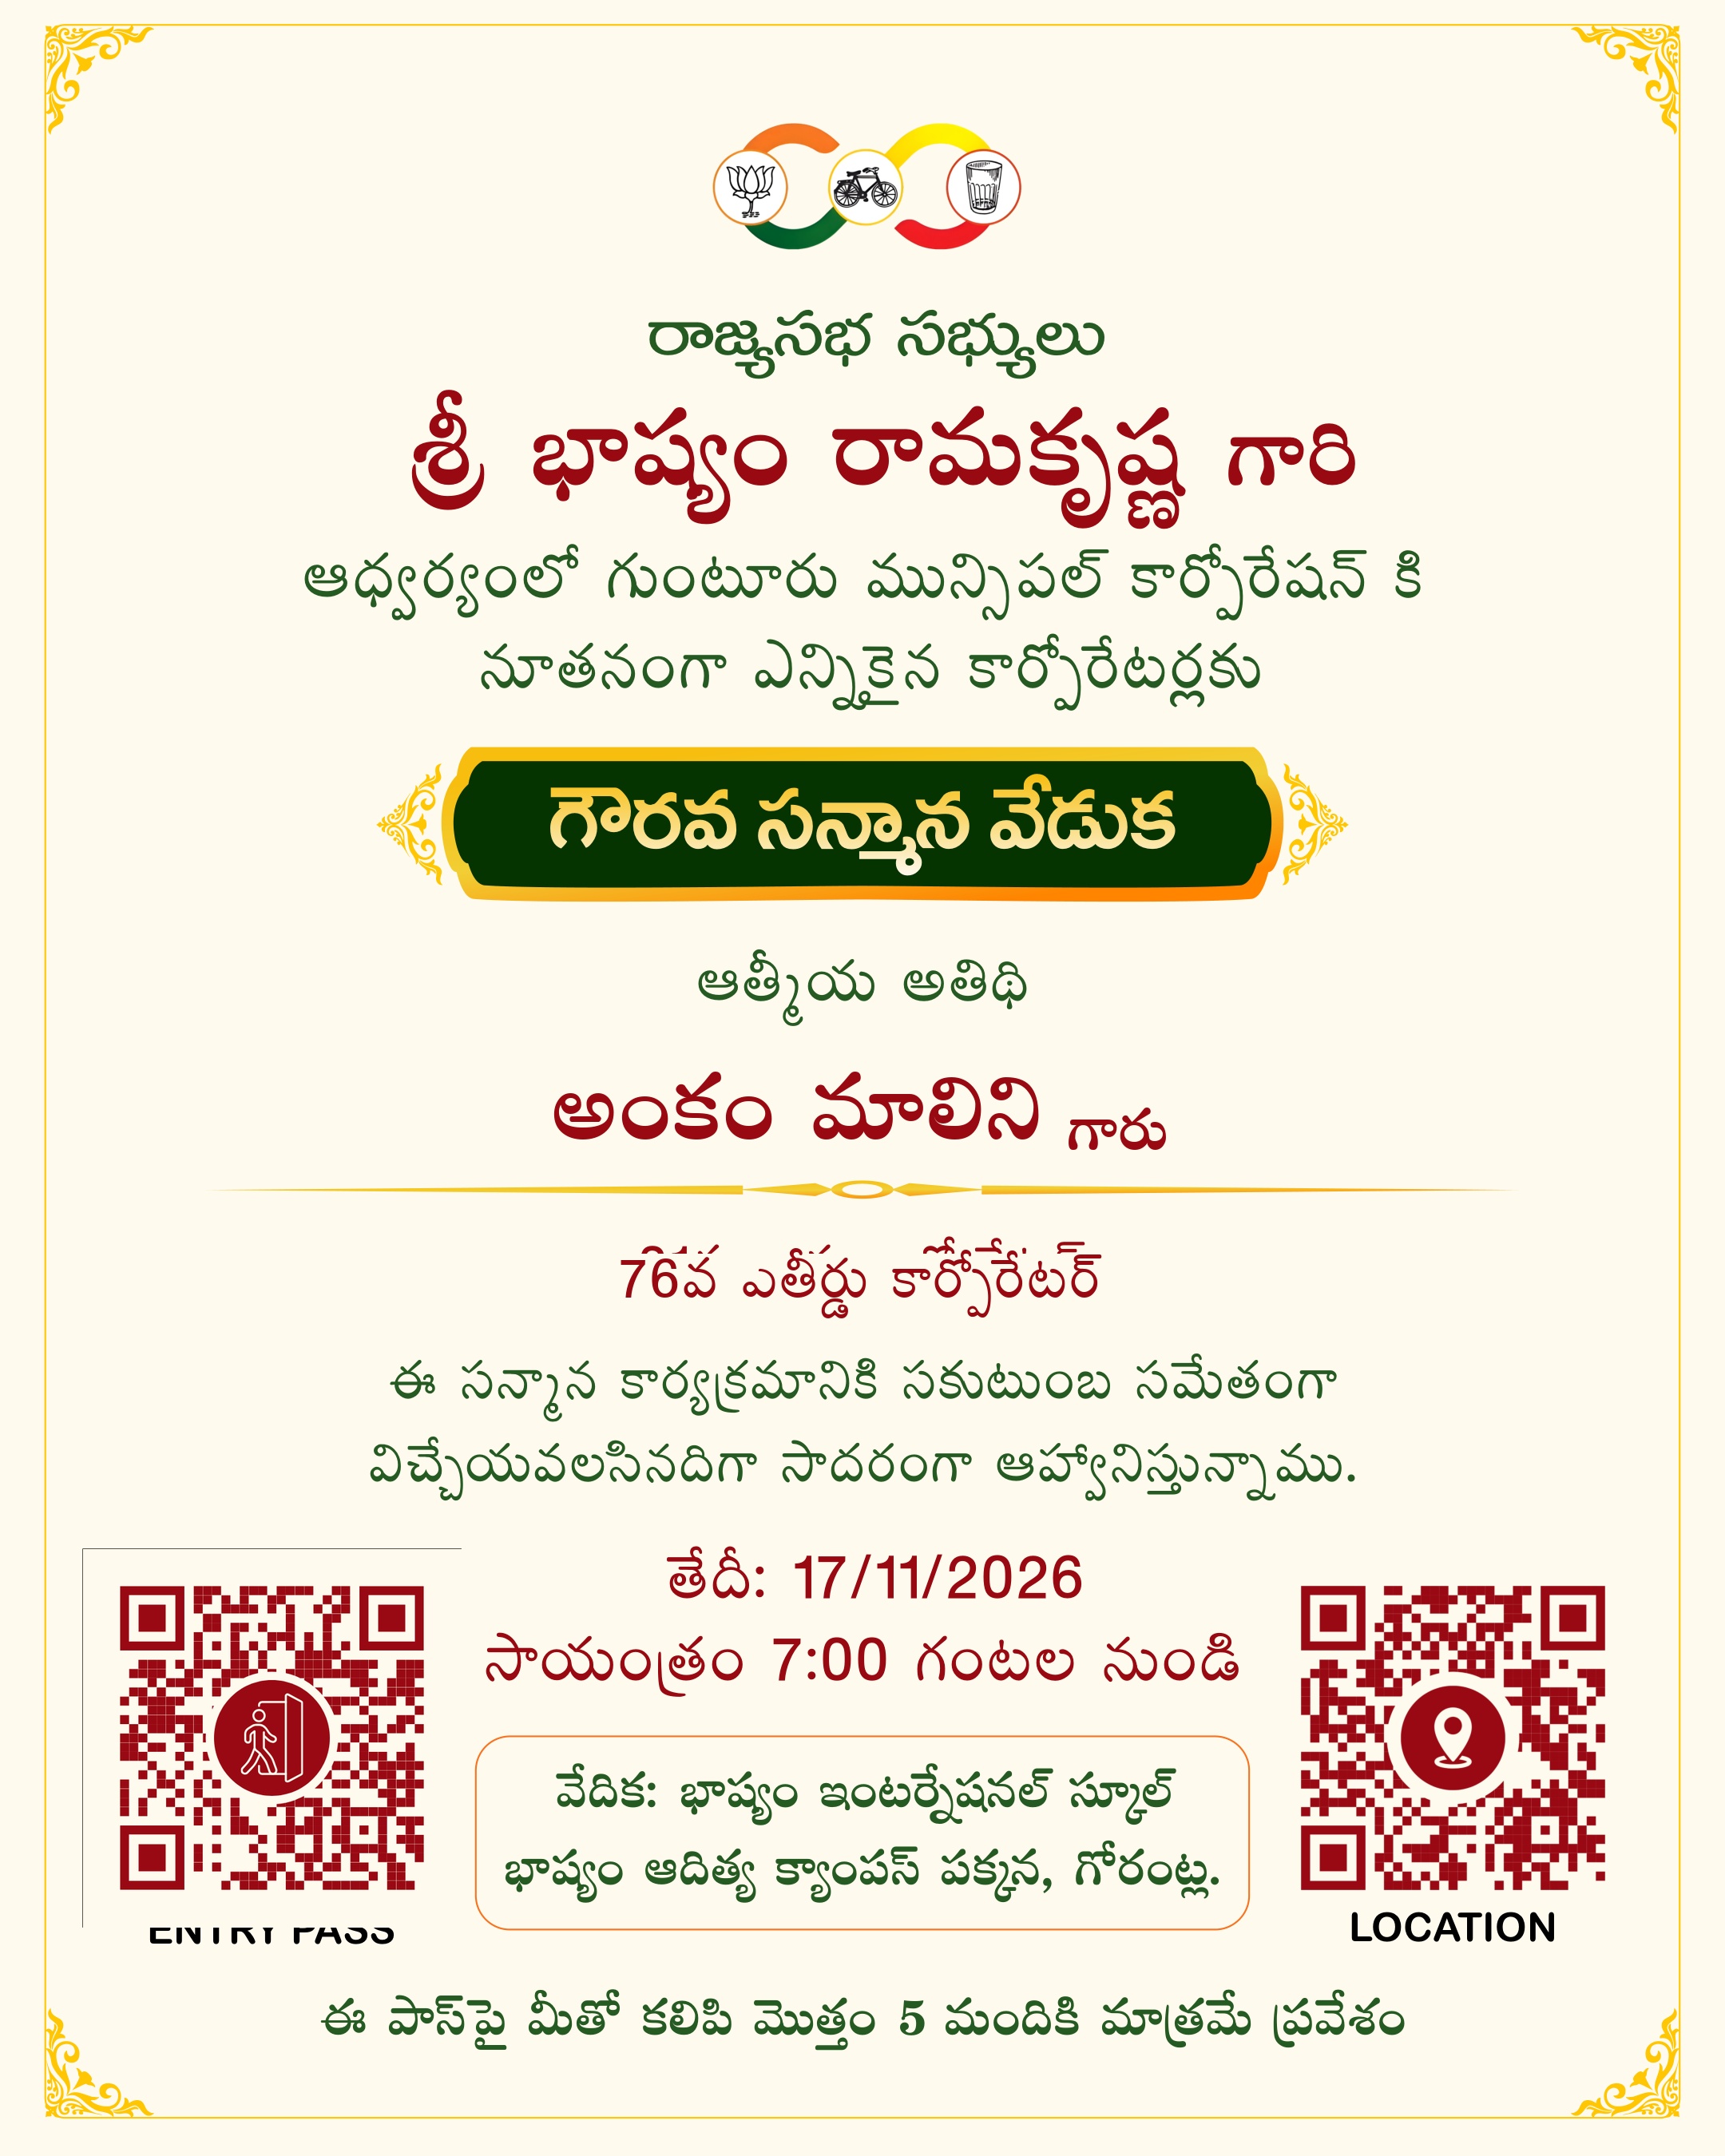 రాజ్యసభ సభ్యులు
శ్రీ భాష్యం రామకృష్ణ గారి
ఆధ్వర్యంలో గుంటూరు మున్సిపల్ కార్పోరేషన్ కి
నూతనంగా ఎన్నికైన కార్పోరేటర్లకు
గౌరవ సన్మాన వేడుక
ఆత్మీయ అతిథి
అంకం మాలిని గారు
76వ కార్పోరేటర్
ఈ సన్మాన కార్యక్రమానికి సకుటుంబ సమేతంగా
విచ్చేయవలసినదిగా సాదరంగా ఆహ్వానిస్తున్నాము.
తేదీ: 17/11/2026
సాయంత్రం 7:00 గంటల నుండి
వేదిక: భాష్యం ఇంటర్నేషనల్ స్కూల్
భాష్యం ఆదిత్య క్యాంపస్ పక్కన, గోరంట్ల.
ENTRY PASS
LOCATION
ఈ పాస్‌పై మీతో కలిపి మొత్తం 5 మందికి మాత్రమే ప్రవేశం